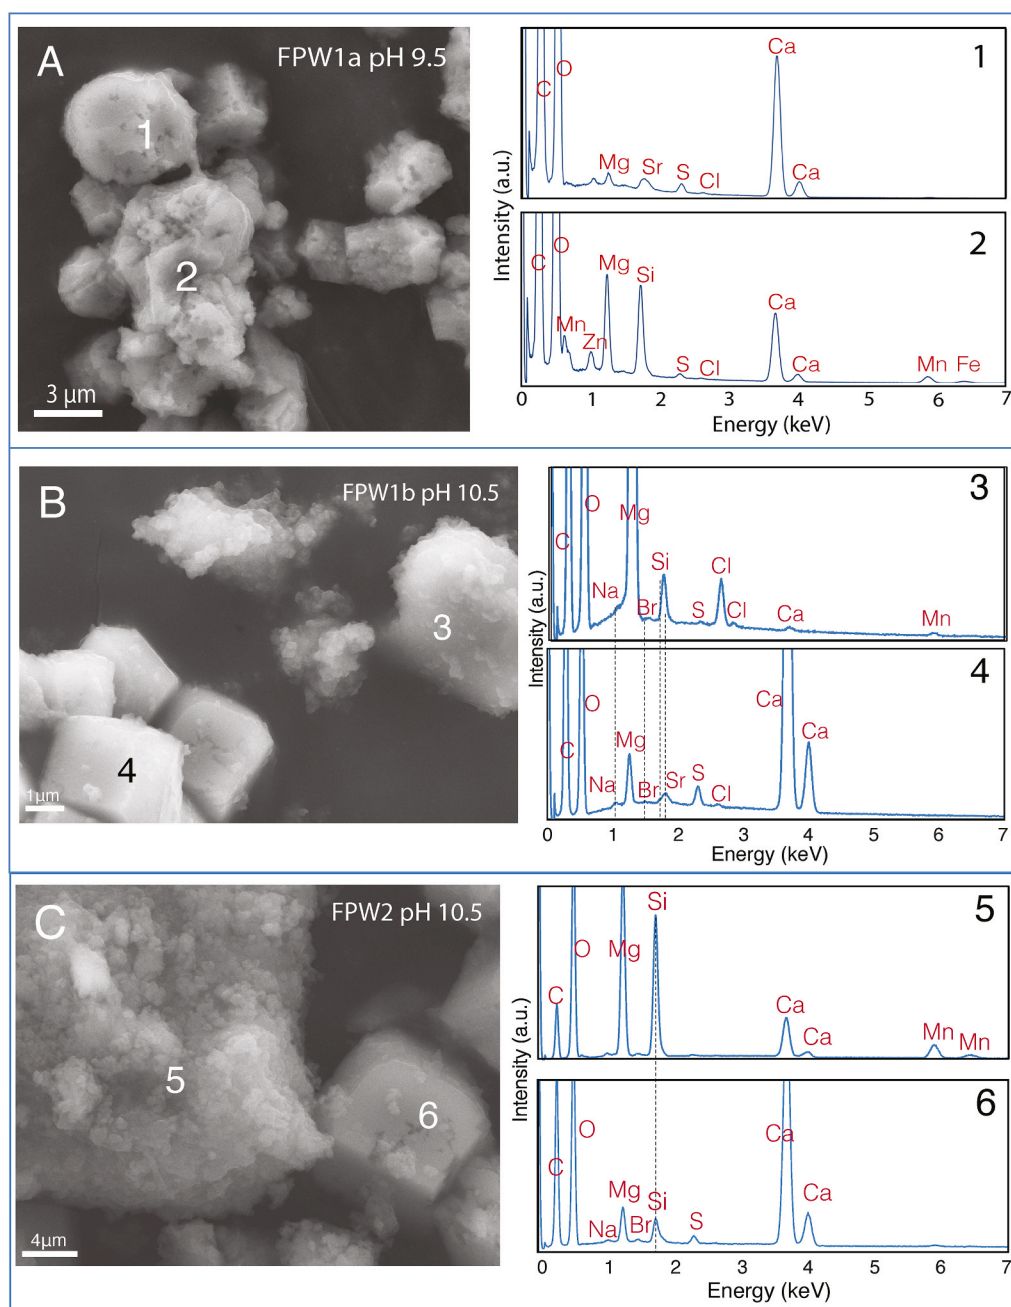 A
FPW1a pH 9.5
1
2
3 µm
Intensity (a.u.)
1
C
O
Mg
Sr
S
Cl
Ca
Ca
2
C
O
Mn
Zn
Mg
Si
S
Cl
Ca
Ca
Mn
Fe
0 1 2 3 4 5 6 7
Energy (keV)
B
FPW1b pH 10.5
3
4
1µm
Intensity (a.u.)
3
C
O
Na
Mg
Br
Si
S
Cl
Cl
Ca
Mn
4
C
O
Na
Mg
Br
Sr
S
Cl
Ca
Ca
0 1 2 3 4 5 6 7
Energy (keV)
C
FPW2 pH 10.5
5
6
4µm
Intensity (a.u.)
5
C
O
Mg
Si
Ca
Ca
Mn
Mn
6
C
O
Na
Mg
Br
Si
S
Ca
Ca
0 1 2 3 4 5 6 7
Energy (keV)